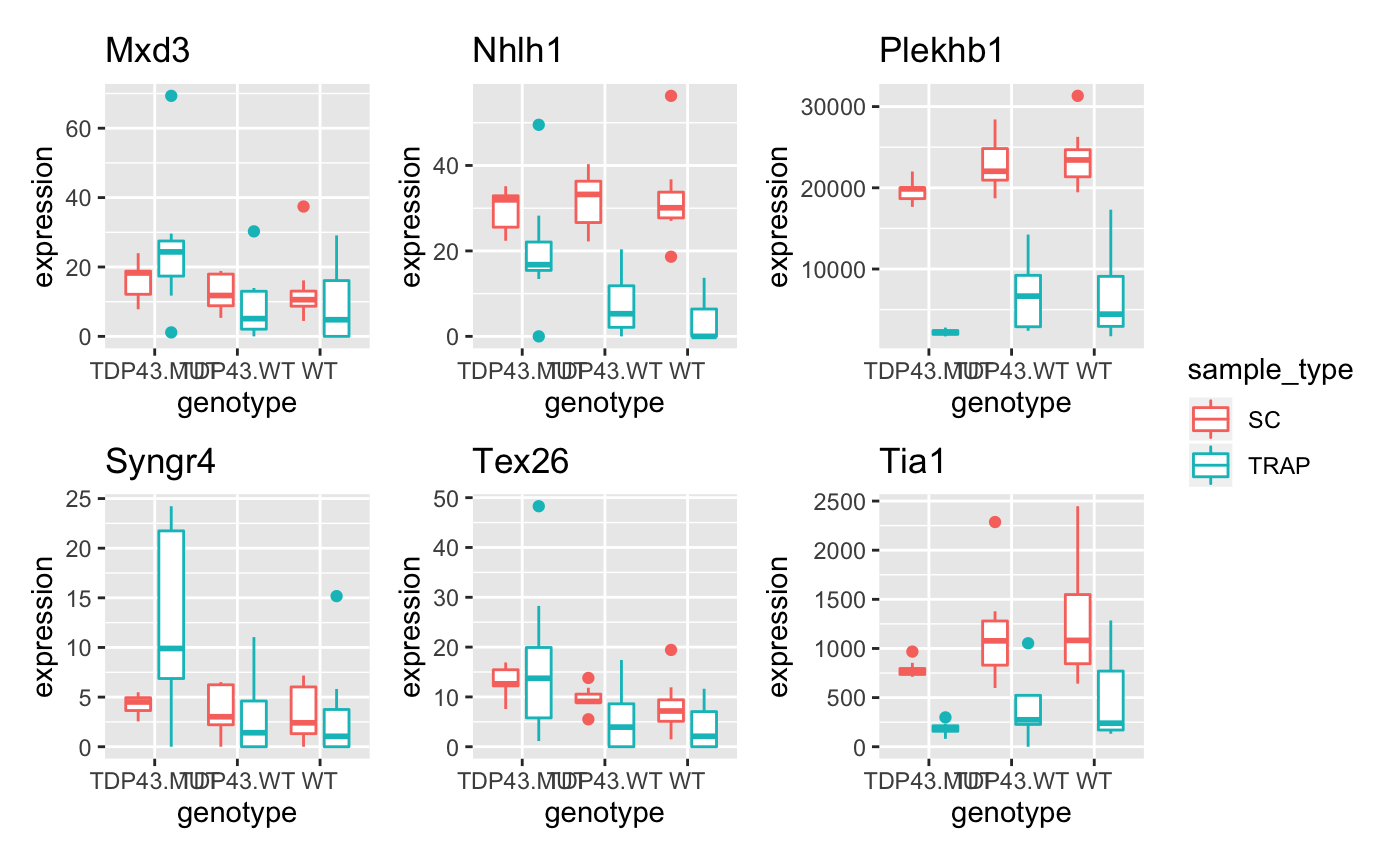 Mxd3
Nhlh1
Plekhb1
expression
60
40
20
0
TDP43.MUT
TDP43.WT
WT
genotype
expression
40
20
0
TDP43.MUT
TDP43.WT
WT
genotype
expression
30000
20000
10000
TDP43.MUT
TDP43.WT
WT
genotype
sample_type
SC
TRAP
Syngr4
Tex26
Tia1
expression
25
20
15
10
5
0
TDP43.MUT
TDP43.WT
WT
genotype
expression
50
40
30
20
10
0
TDP43.MUT
TDP43.WT
WT
genotype
expression
2500
2000
1500
1000
500
0
TDP43.MUT
TDP43.WT
WT
genotype